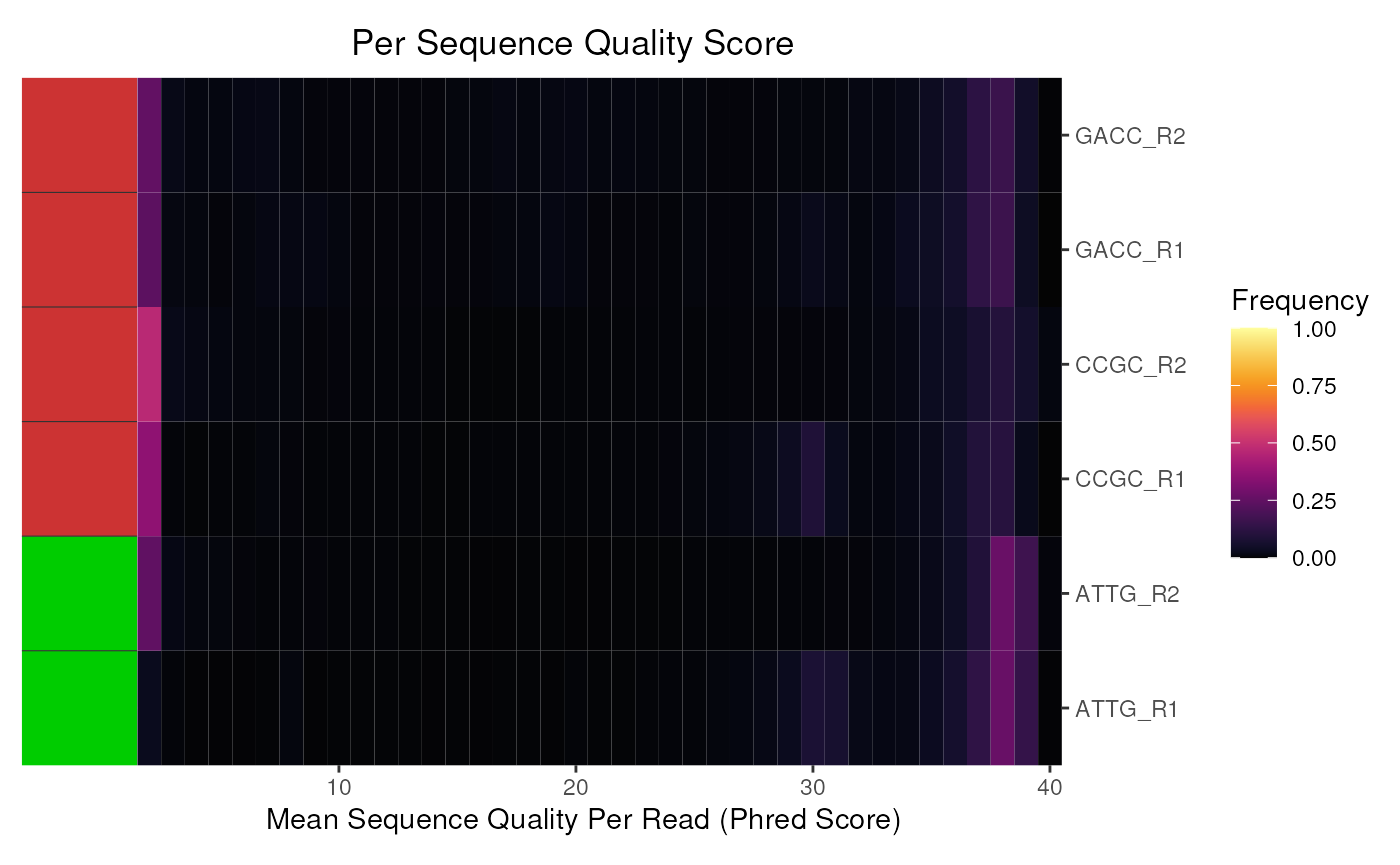 Per Sequence Quality Score
GACC_R2
GACC_R1
CCGC_R2
CCGC_R1
ATTG_R2
ATTG_R1
10 20 30 40
Mean Sequence Quality Per Read (Phred Score)
Frequency
1.00
0.75
0.50
0.25
0.00